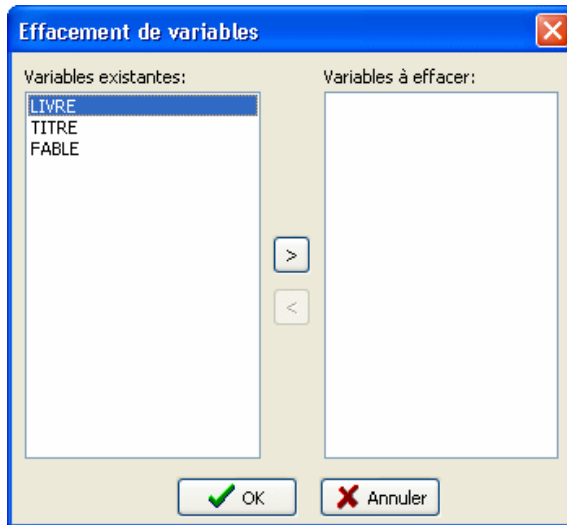 Effacement de variables
Variables existantes:
Variables à effacer:
LIVRE
TITRE
FABLE
>
<
OK
Annuler